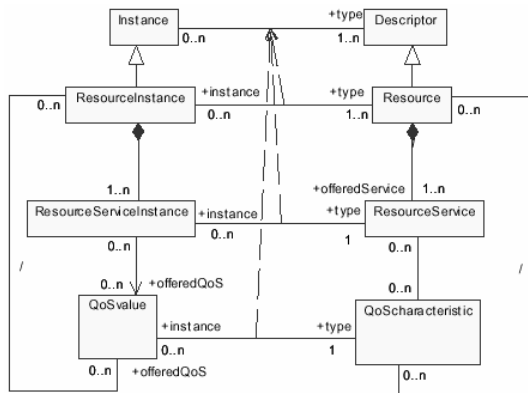 Instance
+type
Descriptor
0..n
1..n
0..n
ResourceInstance
+instance
+type
Resource
0..n
0..n
1..n
1..n
+offeredService
1..n
ResourceServiceInstance
+instance
+type
ResourceService
0..n
0..n
1
0..n
/
/
0..n
+offeredQoS
0..n
QoSvalue
+instance
+type
QoScharacteristic
0..n
1
0..n
+offeredQoS
0..n